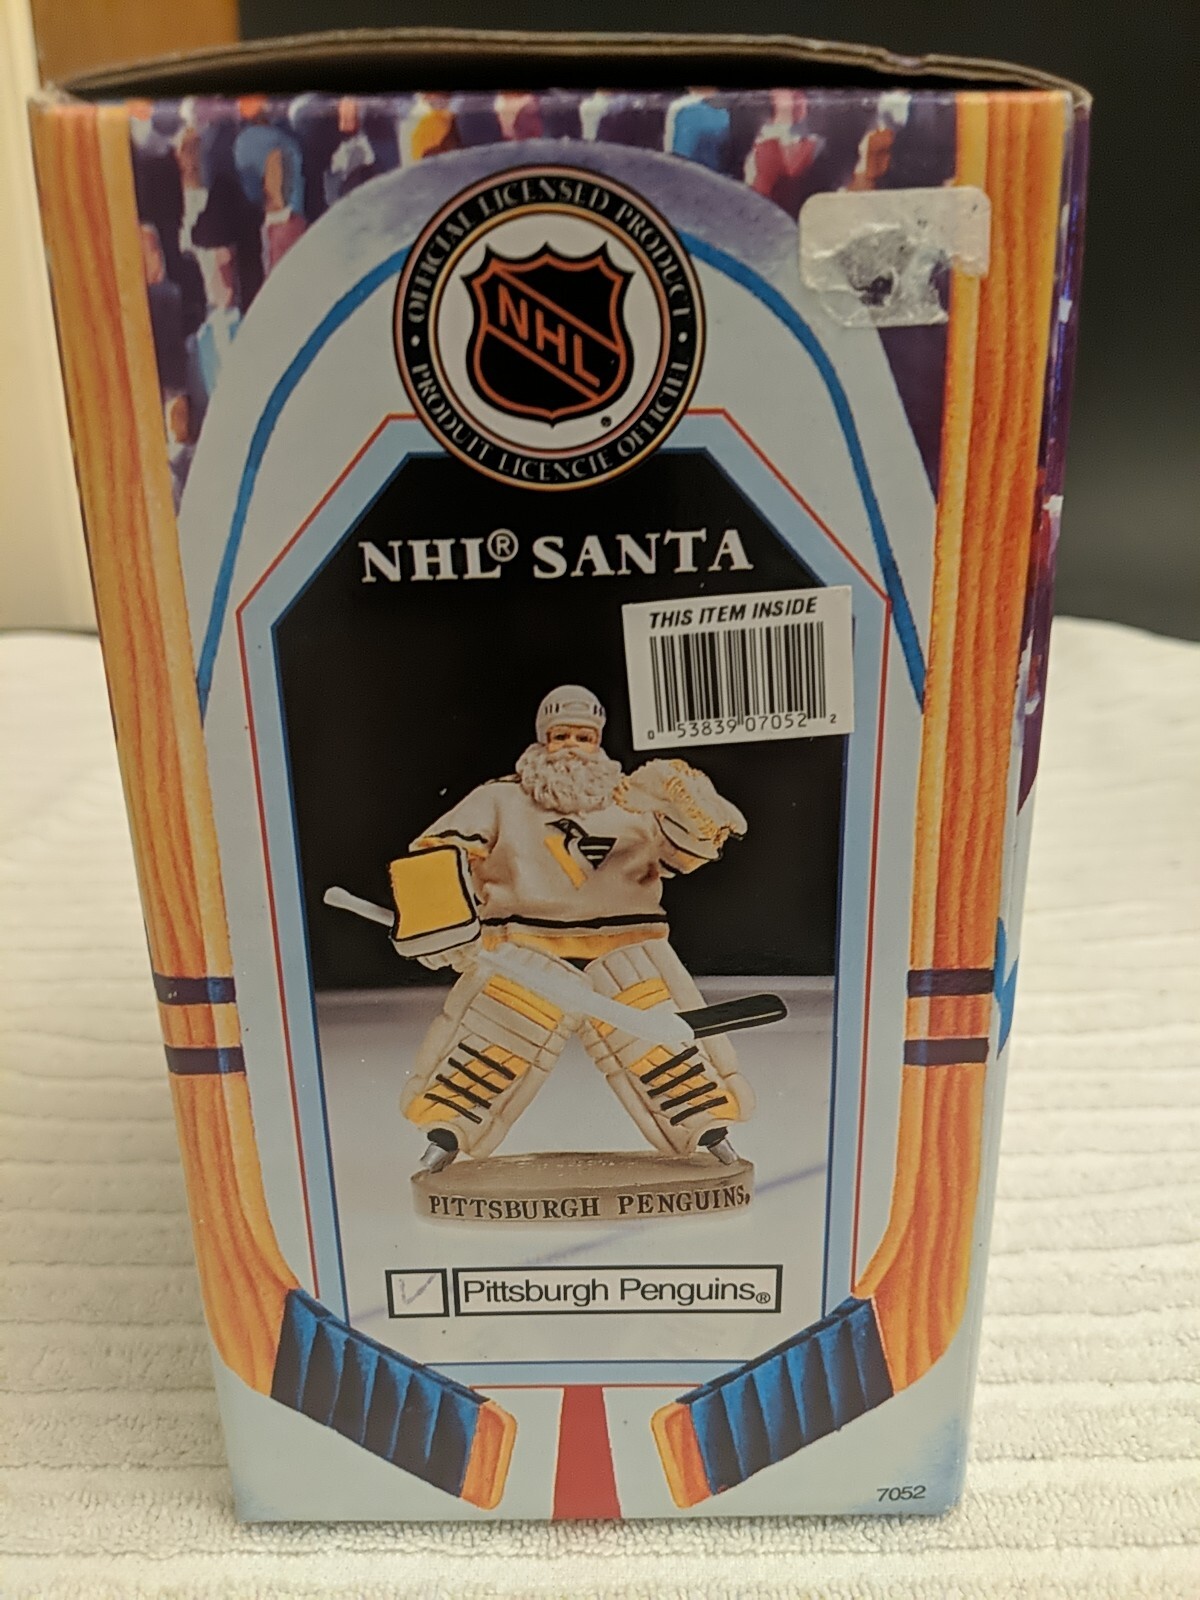 OFFICIAL LICENSED PRODUCT
NHL
®
• PRODUIT LICENCIE OFFICIEL •
NHL® SANTA
THIS ITEM INSIDE
0 53839 07052 2
PITTSBURGH PENGUINS®
Pittsburgh Penguins®
7052